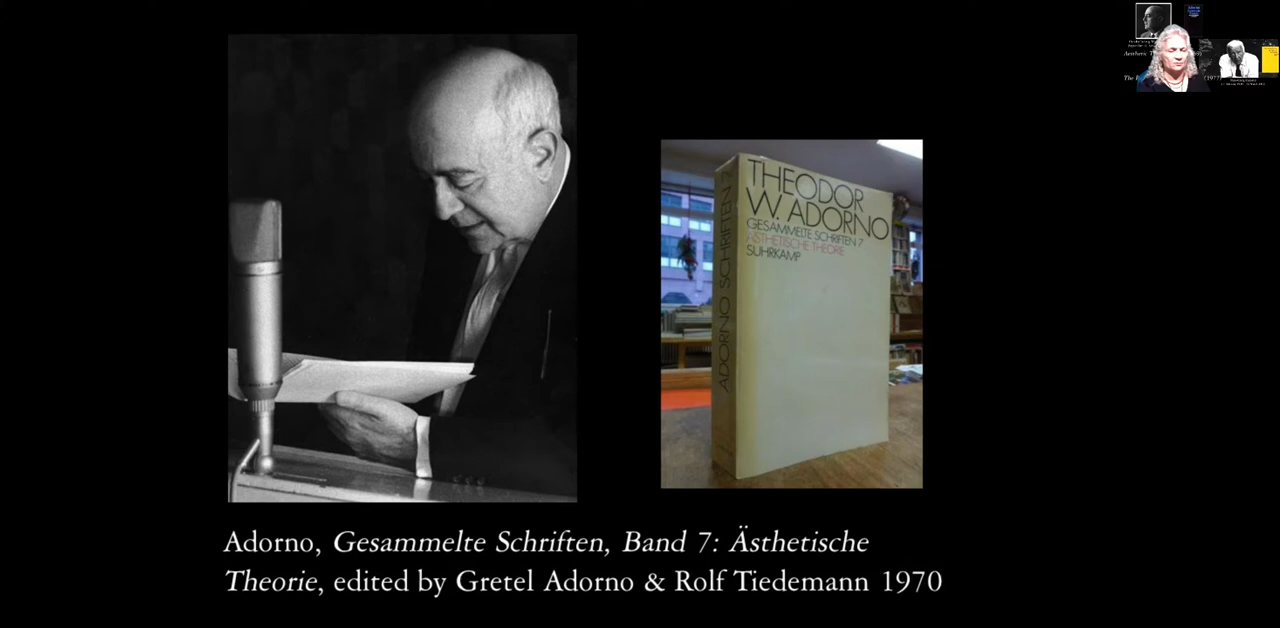 THEODOR
W. ADORNO
GESAMMELTE SCHRIFTEN 7
ÄSTHETISCHE THEORIE
SUHRKAMP
ADORNO SCHRIFTEN 7
Adorno, Gesammelte Schriften, Band 7: Ästhetische
Theorie, edited by Gretel Adorno & Rolf Tiedemann 1970